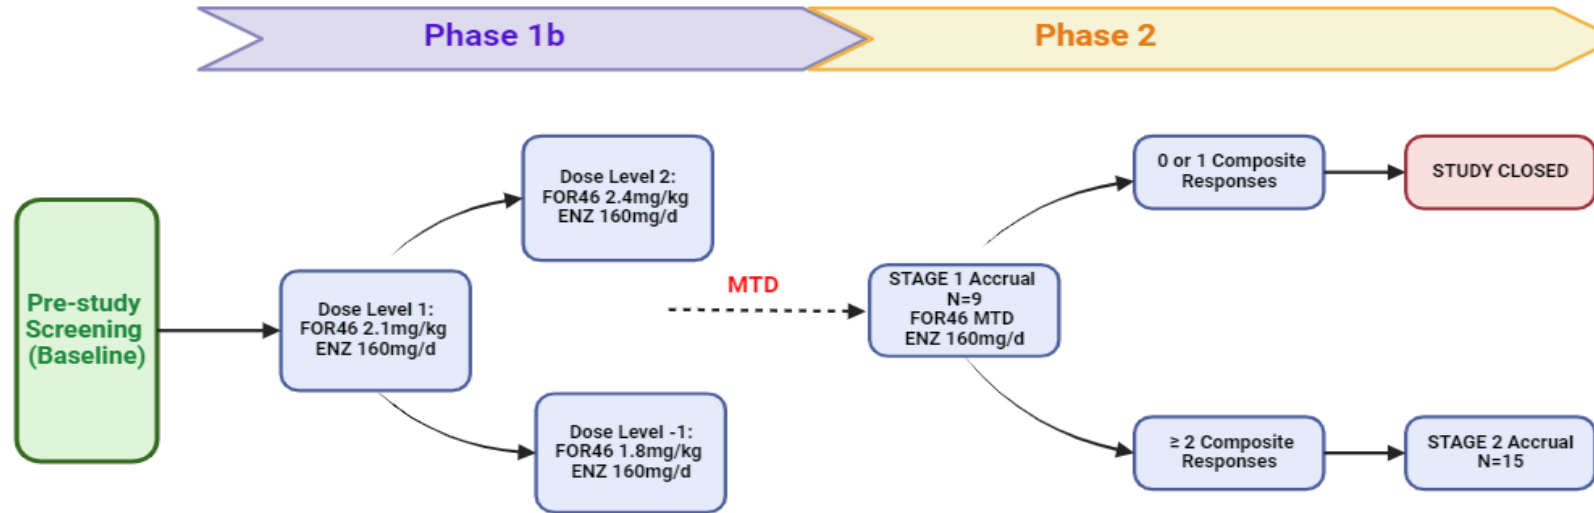 Phase 1b
Phase 2
Pre-study
Screening
(Baseline)
Dose Level 1:
FOR46 2.1mg/kg
ENZ 160mg/d
Dose Level 2:
FOR46 2.4mg/kg
ENZ 160mg/d
Dose Level -1:
FOR46 1.8mg/kg
ENZ 160mg/d
MTD
STAGE 1 Accrual
N=9
FOR46 MTD
ENZ 160mg/d
0 or 1 Composite
Responses
STUDY CLOSED
≥ 2 Composite
Responses
STAGE 2 Accrual
N=15